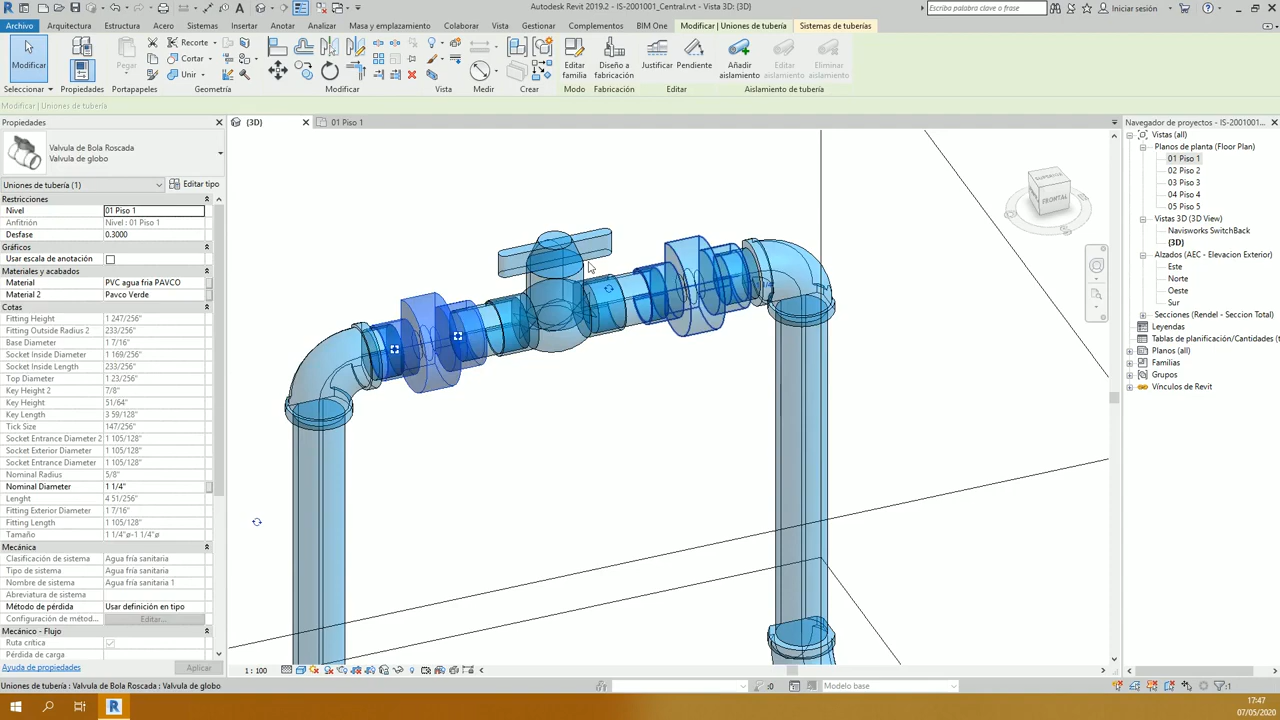 Autodesk Revit 2019.2 - IS-2001001_Central.rvt - Vista 3D: {3D}
Escriba palabra clave o frase
Iniciar sesión
Archivo Arquitectura Estructura Acero Sistemas Insertar Anotar Analizar Masa y emplazamiento Colaborar Vista Gestionar Complementos BIM One Modificar | Uniones de tubería Sistemas de tuberías
Recorte
Cortar
Unir
Modificar Propiedades Pegar
Editar familia
Diseño a fabricación
Justificar Pendiente
Añadir aislamiento
Editar aislamiento
Eliminar aislamiento
Seleccionar Propiedades Portapapeles Geometría Modificar Vista Medir Crear Modo Fabricación Editar Aislamiento de tubería
Modificar | Uniones de tubería
Propiedades
Valvula de Bola Roscada
Valvula de globo
Uniones de tubería (1) Editar tipo
Restricciones
Nivel 01 Piso 1
Anfitrión Nivel : 01 Piso 1
Desfase 0.3000
Gráficos
Usar escala de anotación
Materiales y acabados
Material PVC agua fria PAVCO
Material 2 Pavco Verde
Cotas
Fitting Height 1 247/256"
Fitting Outside Radius 2 233/256"
Base Diameter 1 7/16"
Socket Inside Diameter 1 169/256"
Socket Inside Length 233/256"
Top Diameter 1 23/256"
Key Height 2 7/8"
Key Height 51/64"
Key Length 3 59/128"
Tick Size 147/256"
Socket Entrance Diameter 2 1 105/128"
Socket Exterior Diameter 1 105/128"
Socket Entrance Diameter 1 105/128"
Nominal Radius 5/8"
Nominal Diameter 1 1/4"
Lenght 4 51/256"
Fitting Exterior Diameter 1 7/16"
Fitting Length 1 105/128"
Tamaño 1 1/4"ø-1 1/4"ø
Mecánica
Clasificación de sistema Agua fría sanitaria
Tipo de sistema Agua fría sanitaria
Nombre de sistema Agua fría sanitaria 1
Abreviatura de sistema
Método de pérdida Usar definición en tipo
Configuración de métod... Editar...
Mecánico - Flujo
Ruta crítica
Pérdida de carga
Ayuda de propiedades Aplicar
{3D} 01 Piso 1
SUPERIOR
FRONTAL
1 : 100
Navegador de proyectos - IS-2001001...
Vistas (all)
Planos de planta (Floor Plan)
01 Piso 1
02 Piso 2
03 Piso 3
04 Piso 4
05 Piso 5
Vistas 3D (3D View)
Navisworks SwitchBack
{3D}
Alzados (AEC - Elevacion Exterior)
Este
Norte
Oeste
Sur
Secciones (Rendel - Seccion Horizontal)
Leyendas
Tablas de planificación/Cantidades (t
Planos (all)
Familias
Grupos
Vínculos de Revit
Uniones de tubería : Valvula de Bola Roscada : Valvula de globo
:0
Modelo base
:1
17:47
07/05/2020